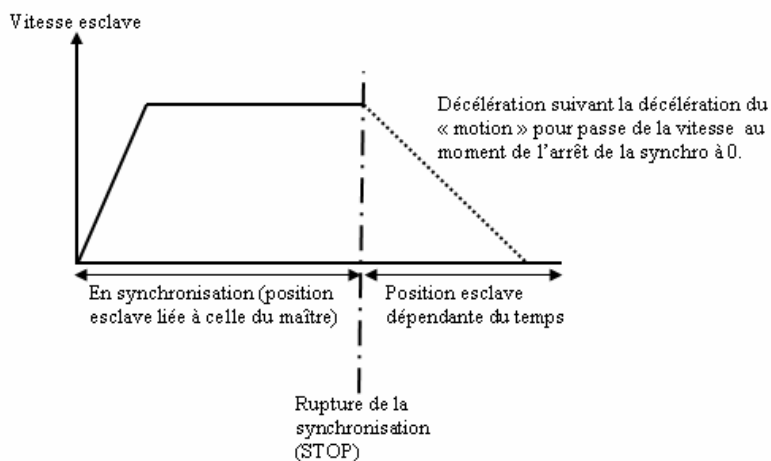 Vitesse esclave
Décélération suivant la décélération du
« motion » pour passe de la vitesse au
moment de l'arrêt de la synchro à 0.
En synchronisation (position
esclave liée à celle du maître)
Position esclave
dépendante du temps
Rupture de la
synchronisation
(STOP)